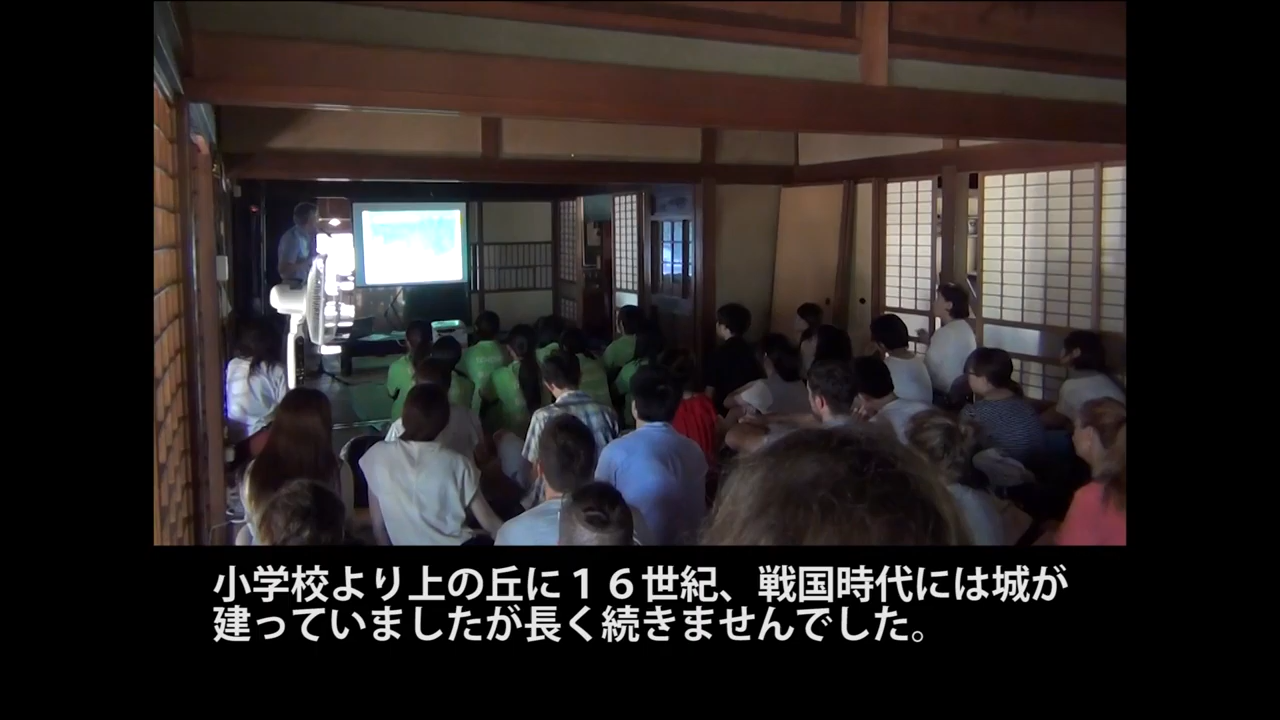 小学校より上の丘に１６世紀、戦国時代には城が
建っていましたが長く続きませんでした。